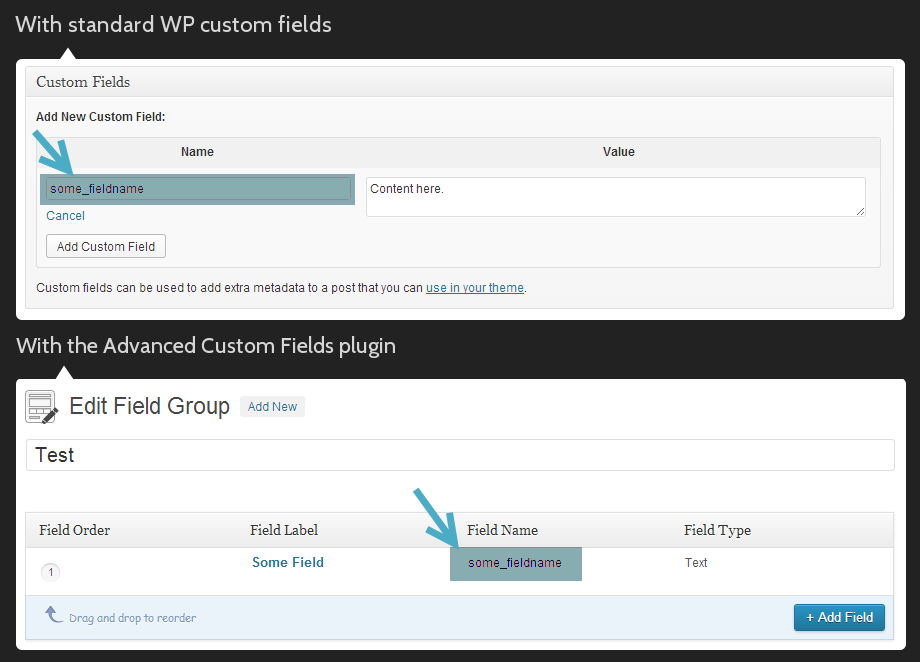 With standard WP custom fields
Custom Fields
Add New Custom Field:
Name Value
some_fieldname Content here.
Cancel
Add Custom Field
Custom fields can be used to add extra metadata to a post that you can use in your theme.
With the Advanced Custom Fields plugin
Edit Field Group Add New
Test
Field Order Field Label Field Name Field Type
1 Some Field some_fieldname Text
Drag and drop to reorder + Add Field